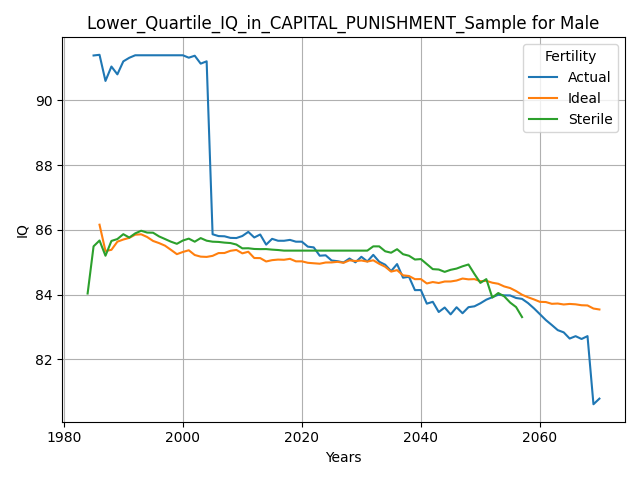 Lower_Quartile_IQ_in_CAPITAL_PUNISHMENT_Sample for Male
Fertility
Actual
Ideal
Sterile
IQ
90
88
86
84
82
1980
2000
2020
2040
2060
Years